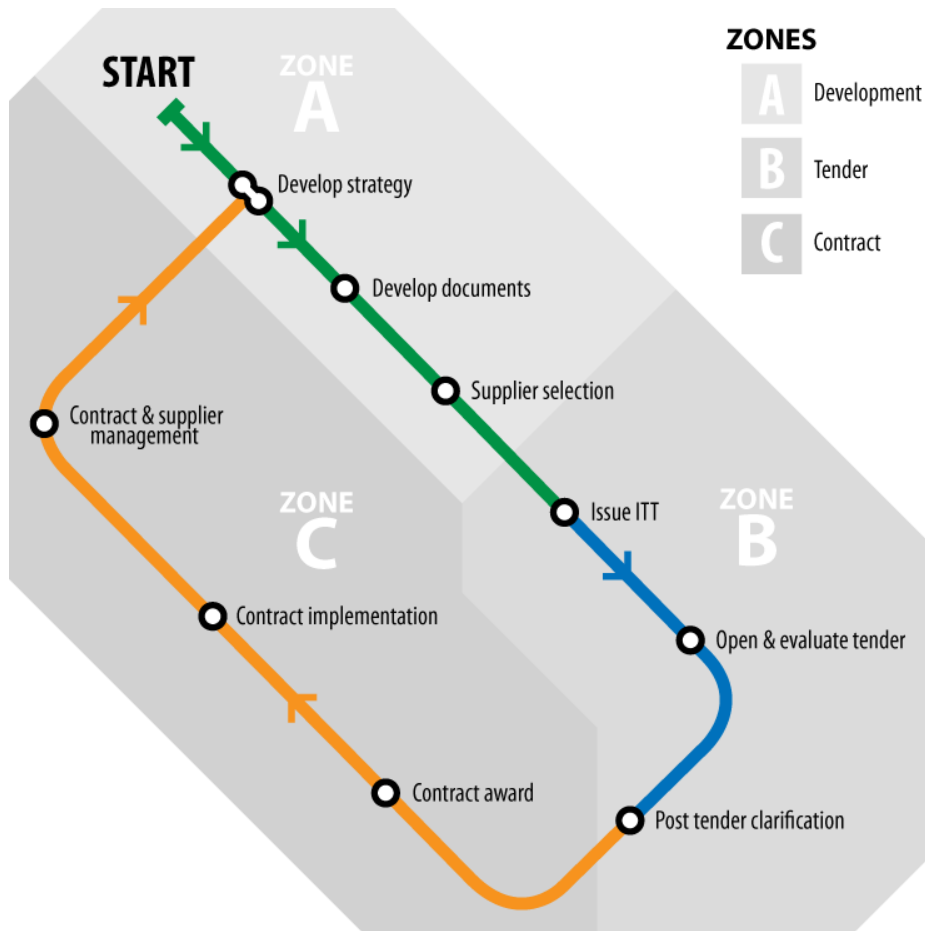 START
ZONE
A
ZONES
A Development
B Tender
C Contract
Develop strategy
Develop documents
Supplier selection
Issue ITT
ZONE
B
Open & evaluate tender
Post tender clarification
Contract award
Contract implementation
ZONE
C
Contract & supplier
management